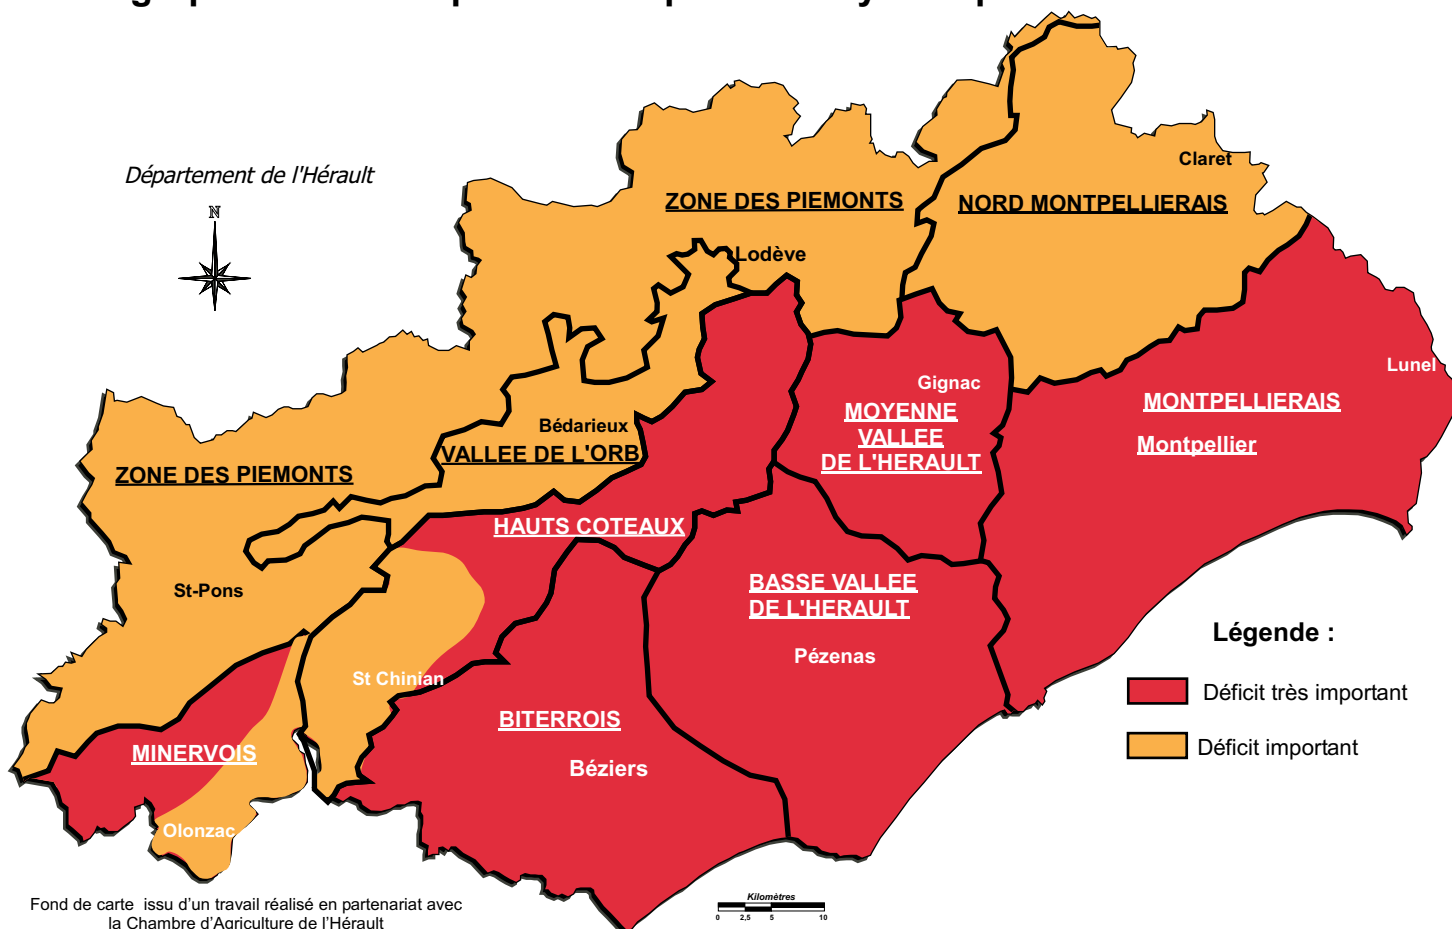 Département de l'Hérault
N
Claret
ZONE DES PIEMONTS
NORD MONTPELLIERAIS
Lodève
Lunel
Gignac
MOYENNE
VALLEE
DE L'HERAULT
MONTPELLIERAIS
Montpellier
Bédarieux
VALLEE DE L'ORB
ZONE DES PIEMONTS
HAUTS COTEAUX
St-Pons
BASSE VALLEE
DE L'HERAULT
Pézenas
St Chinian
BITERROIS
Béziers
MINERVOIS
Olonzac
Légende :
Déficit très important
Déficit important
Kilomètres
0 2,5 5 10
Fond de carte issu d'un travail réalisé en partenariat avec
la Chambre d'Agriculture de l'Hérault